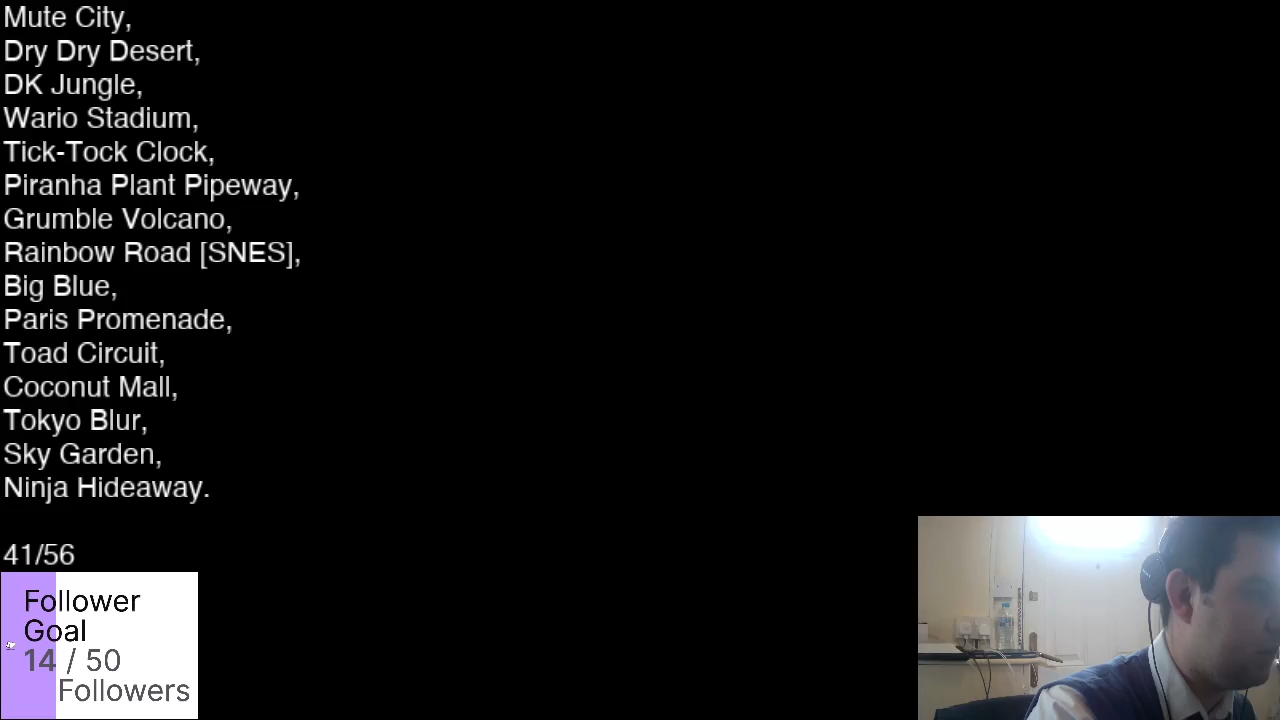 Mute City,
Dry Dry Desert,
DK Jungle,
Wario Stadium,
Tick-Tock Clock,
Piranha Plant Pipeway,
Grumble Volcano,
Rainbow Road [SNES],
Big Blue,
Paris Promenade,
Toad Circuit,
Coconut Mall,
Tokyo Blur,
Sky Garden,
Ninja Hideaway.
41/56
Follower
Goal
14 / 50
Followers